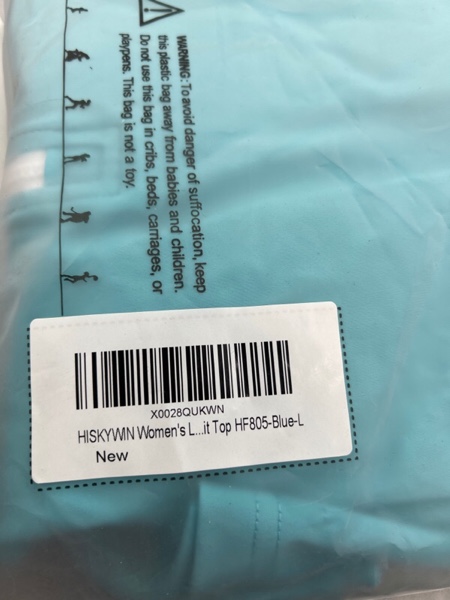 WARNING: To avoid danger of suffocation, keep
this plastic bag away from babies and children.
Do not use this bag in cribs, beds, carriages, or
playpens. This bag is not a toy.
X0028QUKWN
HISKYWIN Women's L...it Top HF805-Blue-L
New